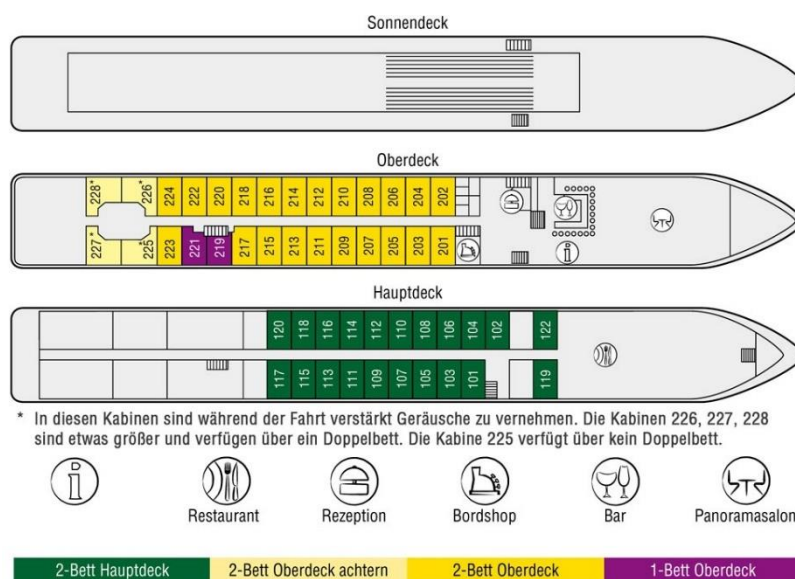 Sonnendeck
Oberdeck
228* 226* 224 222 220 218 216 214 212 210 208 206 204 202
227* 225* 223 221 219 217 215 213 211 209 207 205 203 201
Hauptdeck
120 118 116 114 112 110 108 106 104 102 122
117 115 113 111 109 107 105 103 101 119
* In diesen Kabinen sind während der Fahrt verstärkt Geräusche zu vernehmen. Die Kabinen 226, 227, 228
sind etwas größer und verfügen über ein Doppelbett. Die Kabine 225 verfügt über kein Doppelbett.
Restaurant Rezeption Bordshop Bar Panoramasalon
2-Bett Hauptdeck 2-Bett Oberdeck achtern 2-Bett Oberdeck 1-Bett Oberdeck